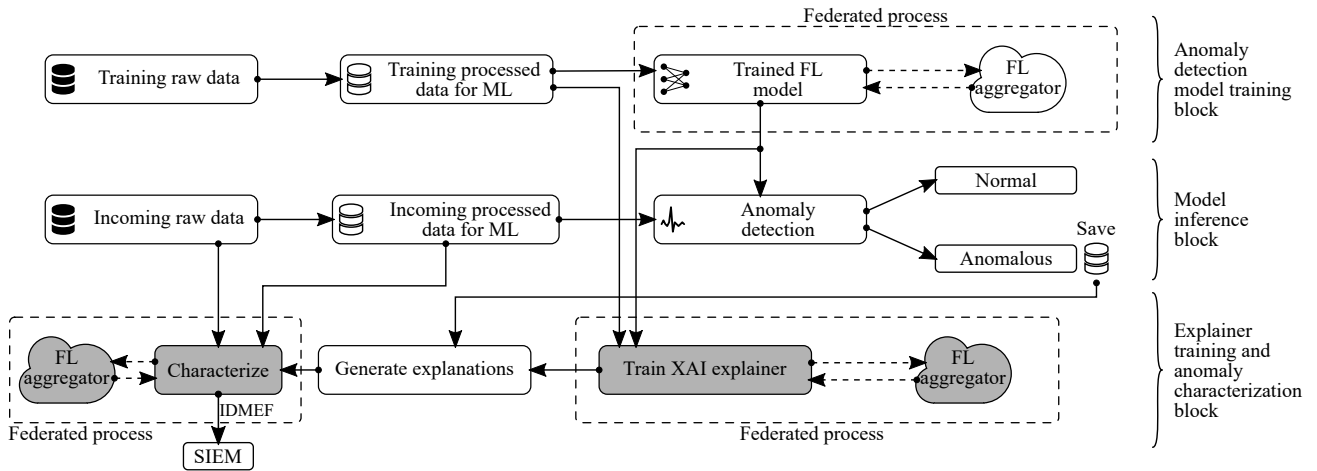 Federated process
Training raw data
Training processed
data for ML
Trained FL
model
FL
aggregator
Anomaly
detection
model training
block
Incoming raw data
Incoming processed
data for ML
Anomaly
detection
Normal
Anomalous
Save
Model
inference
block
FL
aggregator
Characterize
Generate explanations
Train XAI explainer
FL
aggregator
Explainer
training and
anomaly
characterization
block
IDMEF
Federated process
Federated process
SIEM